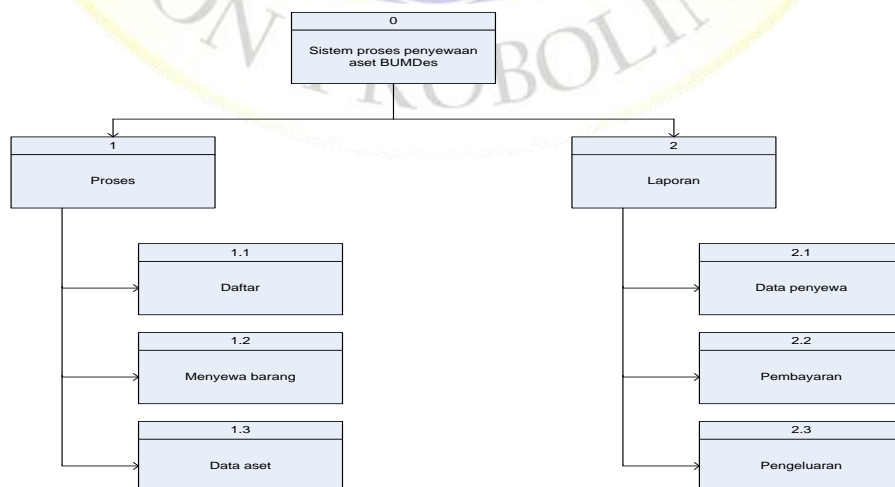 0
Sistem proses penyewaan
aset BUMDes
1
Proses
2
Laporan
1.1
Daftar
1.2
Menyewa barang
1.3
Data aset
2.1
Data penyewa
2.2
Pembayaran
2.3
Pengeluaran